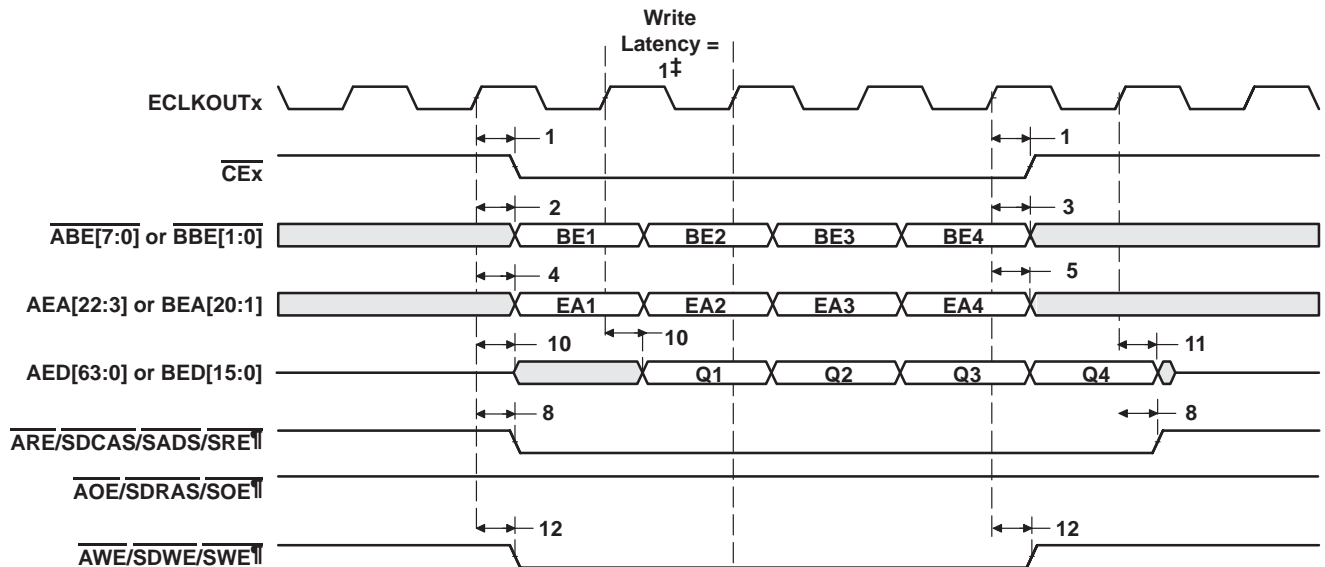 Write
Latency =
1‡
ECLKOUTx
1 1
CEx
2 3
ABE[7:0] or BBE[1:0]
BE1 BE2 BE3 BE4
4 5
AEA[22:3] or BEA[20:1]
EA1 EA2 EA3 EA4
10 10 11
AED[63:0] or BED[15:0]
Q1 Q2 Q3 Q4
8 8
ARE/SDCAS/SADS/SRE¶
AOE/SDRAS/SOE¶
12 12
AWE/SDWE/SWE¶